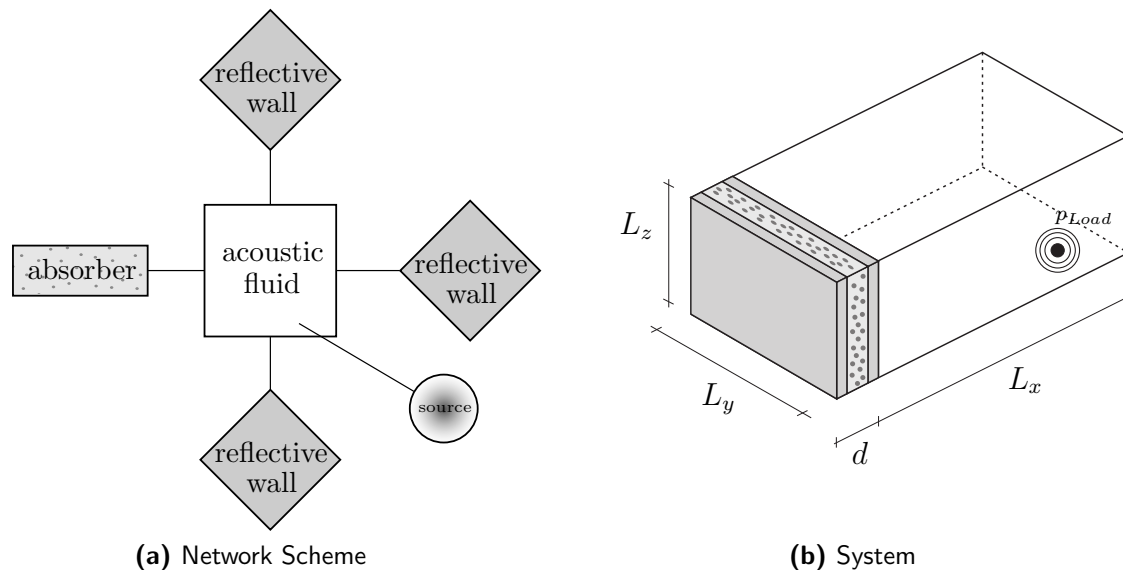 reflective
wall
absorber
acoustic
fluid
reflective
wall
source
reflective
wall
(a) Network Scheme
p_Load
L_z
L_y
L_x
d
(b) System